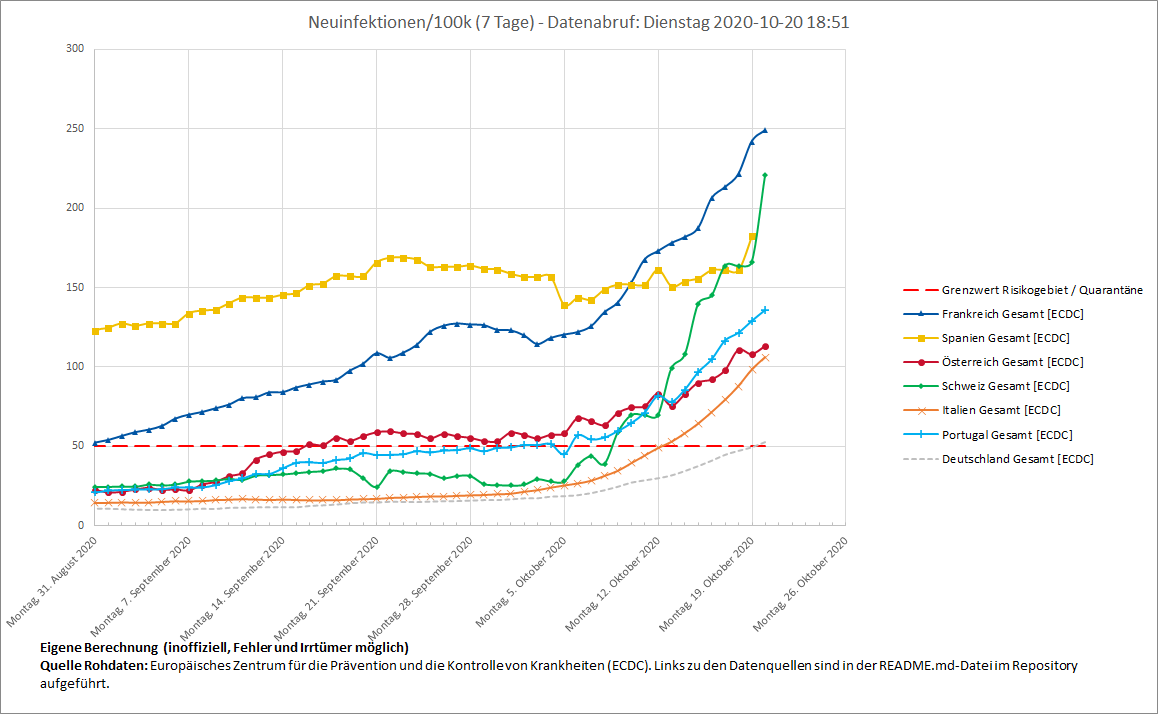 Neuinfektionen/100k (7 Tage) - Datenabruf: Dienstag 2020-10-20 18:51
300
250
200
150
100
50
0
Montag, 31. August 2020
Montag, 7. September 2020
Montag, 14. September 2020
Montag, 21. September 2020
Montag, 28. September 2020
Montag, 5. Oktober 2020
Montag, 12. Oktober 2020
Montag, 19. Oktober 2020
Montag, 26. Oktober 2020
Grenzwert Risikogebiet / Quarantäne
Frankreich Gesamt [ECDC]
Spanien Gesamt [ECDC]
Österreich Gesamt [ECDC]
Schweiz Gesamt [ECDC]
Italien Gesamt [ECDC]
Portugal Gesamt [ECDC]
Deutschland Gesamt [ECDC]
Eigene Berechnung (inoffiziell, Fehler und Irrtümer möglich)
Quelle Rohdaten: Europäisches Zentrum für die Prävention und die Kontrolle von Krankheiten (ECDC). Links zu den Datenquellen sind in der README.md-Datei im Repository
aufgeführt.